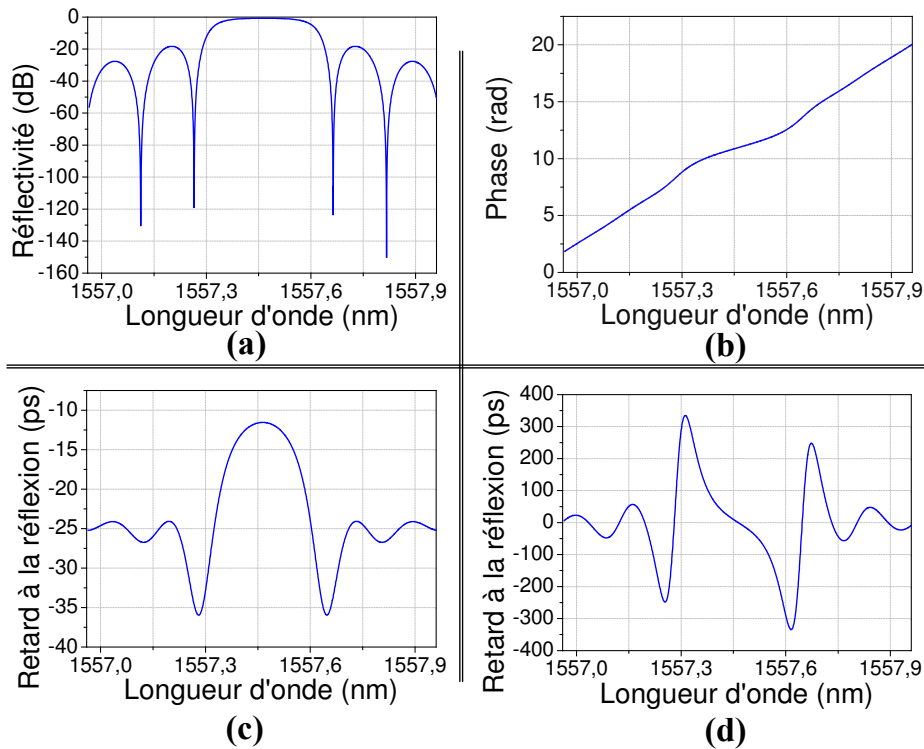 Réflectivité (dB)
0
-20
-40
-60
-80
-100
-120
-140
-160
1557,0 1557,3 1557,6 1557,9
Longueur d'onde (nm)
(a)
Phase (rad)
20
15
10
5
0
1557,0 1557,3 1557,6 1557,9
Longueur d'onde (nm)
(b)
Retard à la réflexion (ps)
-10
-15
-20
-25
-30
-35
-40
1557,0 1557,3 1557,6 1557,9
Longueur d'onde (nm)
(c)
Retard à la réflexion (ps)
400
300
200
100
0
-100
-200
-300
-400
1557,0 1557,3 1557,6 1557,9
Longueur d'onde (nm)
(d)